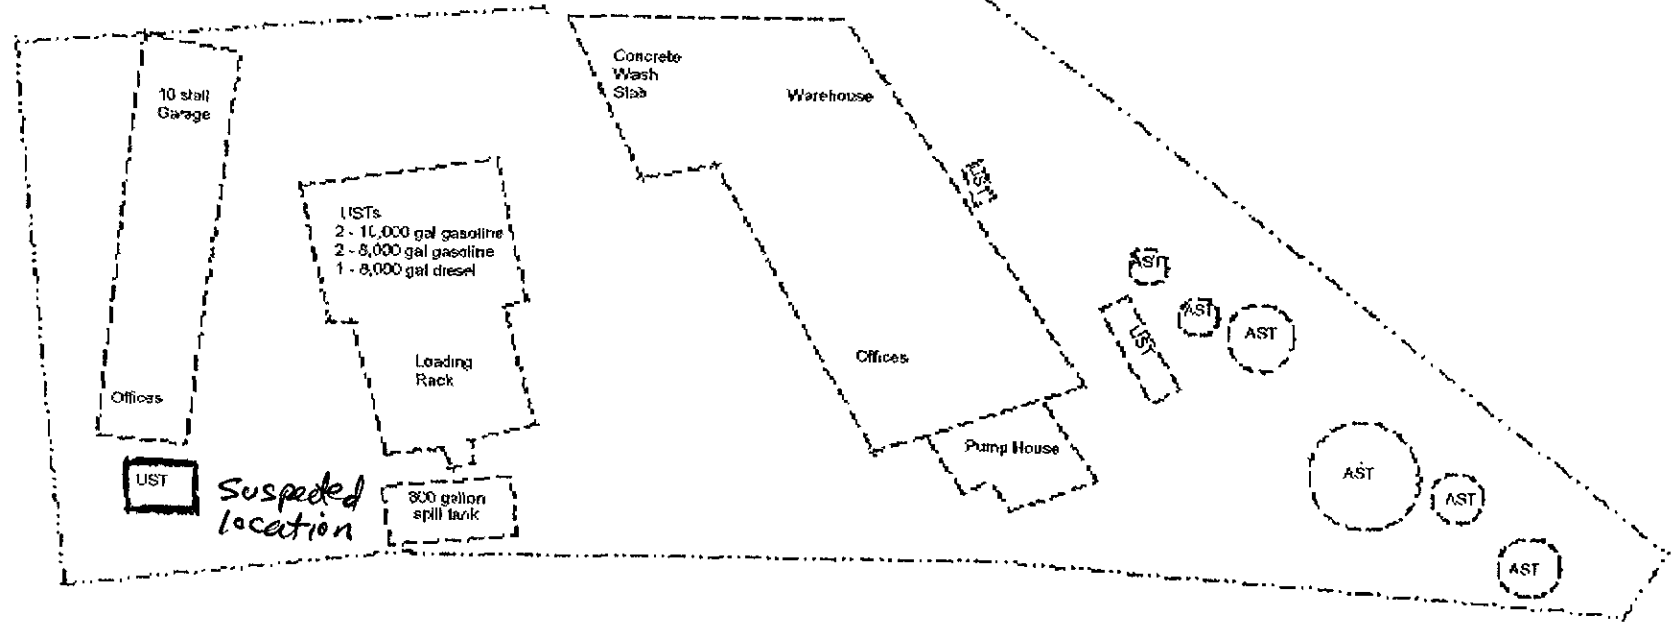 10 stall
Garage
Concrete
Wash
Slab
Warehouse
UST
USTs
2 - 10,000 gal gasoline
2 - 8,000 gal gasoline
1 - 8,000 gal diesel
AST
AST
AST
UST
Loading
Rack
Offices
Offices
Pump House
UST
Suspected
location
800 gallon
spill tank
AST
AST
AST